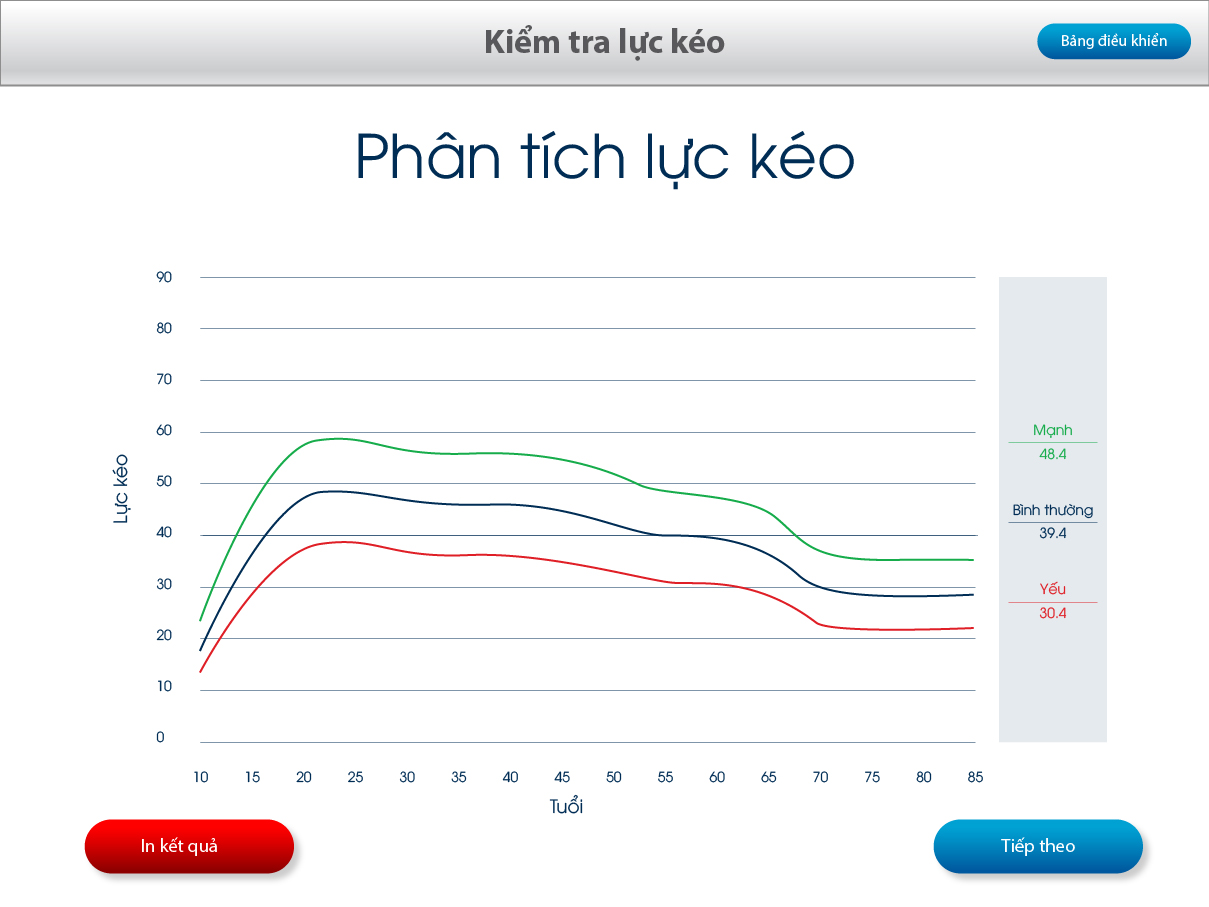 Kiểm tra lực kéo
Bảng điều khiển
Phân tích lực kéo
Lực kéo
90
80
70
60
50
40
30
20
10
0
10 15 20 25 30 35 40 45 50 55 60 65 70 75 80 85
Tuổi
Mạnh
48.4
Bình thường
39.4
Yếu
30.4
In kết quả
Tiếp theo